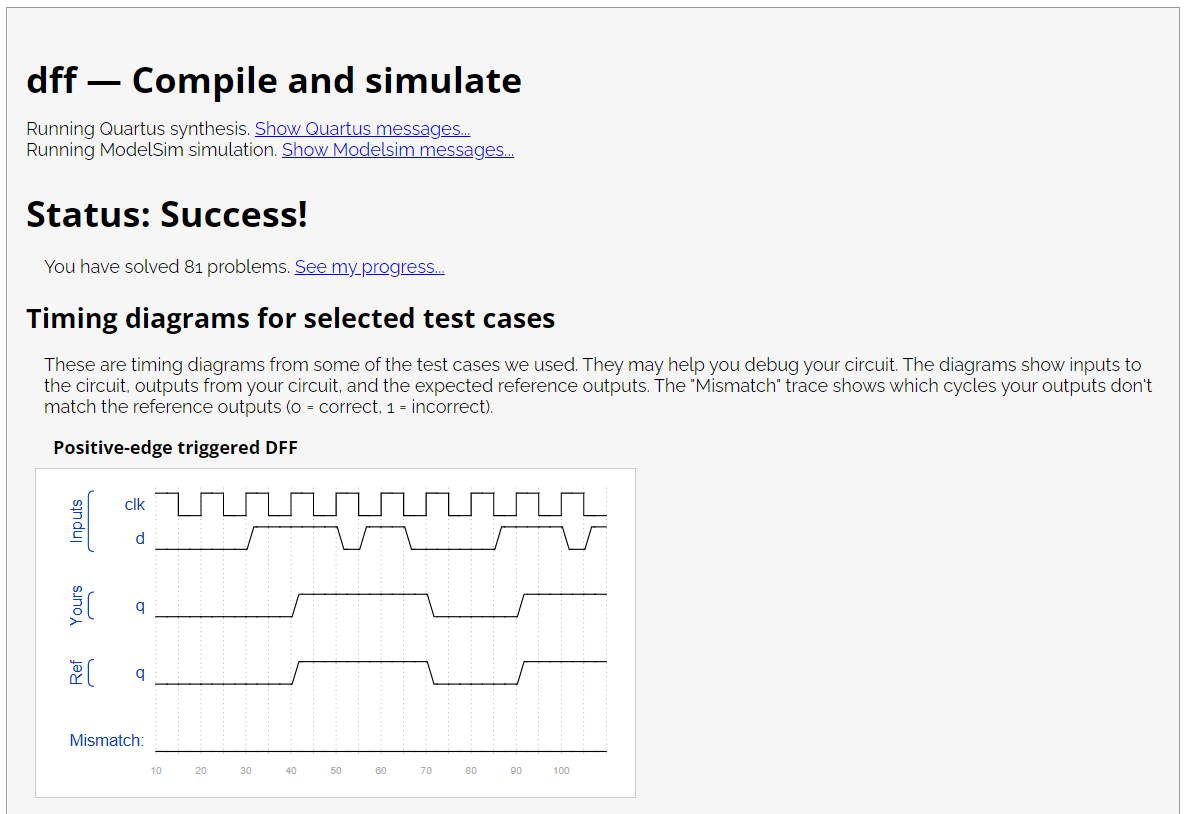 dff — Compile and simulate
Running Quartus synthesis. Show Quartus messages...
Running ModelSim simulation. Show Modelsim messages...
Status: Success!
You have solved 81 problems. See my progress...
Timing diagrams for selected test cases
These are timing diagrams from some of the test cases we used. They may help you debug your circuit. The diagrams show inputs to
the circuit, outputs from your circuit, and the expected reference outputs. The "Mismatch" trace shows which cycles your outputs don't
match the reference outputs (0 = correct, 1 = incorrect).
Positive-edge triggered DFF
Inputs
clk
d
Yours
q
Ref
q
Mismatch:
10 20 30 40 50 60 70 80 90 100